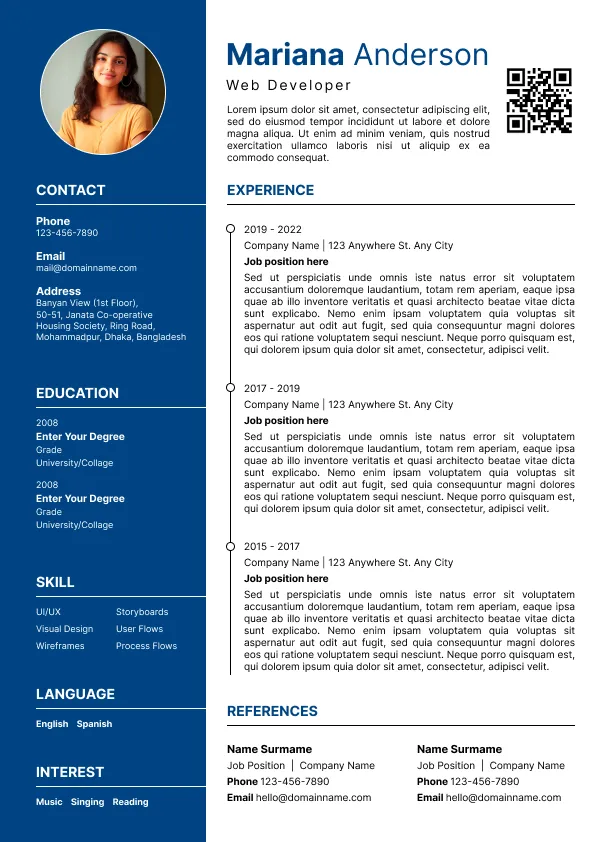 Mariana Anderson
Web Developer
Lorem ipsum dolor sit amet, consectetur adipiscing elit,
sed do eiusmod tempor incididunt ut labore et dolore
magna aliqua. Ut enim ad minim veniam, quis nostrud
exercitation ullamco laboris nisi ut aliquip ex ea
commodo consequat.
CONTACT
Phone
123-456-7890
Email
mail@domainname.com
Address
Banyan View (1st Floor),
50-51, Janata Co-operative
Housing Society, Ring Road,
Mohammadpur, Dhaka, Bangladesh
EDUCATION
2008
Enter Your Degree
Grade
University/Collage
2008
Enter Your Degree
Grade
University/Collage
SKILL
UI/UX Storyboards
Visual Design User Flows
Wireframes Process Flows
LANGUAGE
English Spanish
INTEREST
Music Singing Reading
EXPERIENCE
2019 - 2022
Company Name | 123 Anywhere St. Any City
Job position here
Sed ut perspiciatis unde omnis iste natus error sit voluptatem
accusantium doloremque laudantium, totam rem aperiam, eaque ipsa
quae ab illo inventore veritatis et quasi architecto beatae vitae dicta
sunt explicabo. Nemo enim ipsam voluptatem quia voluptas sit
aspernatur aut odit aut fugit, sed quia consequuntur magni dolores
eos qui ratione voluptatem sequi nesciunt. Neque porro quisquam est,
qui dolorem ipsum quia dolor sit amet, consectetur, adipisci velit.
2017 - 2019
Company Name | 123 Anywhere St. Any City
Job position here
Sed ut perspiciatis unde omnis iste natus error sit voluptatem
accusantium doloremque laudantium, totam rem aperiam, eaque ipsa
quae ab illo inventore veritatis et quasi architecto beatae vitae dicta
sunt explicabo. Nemo enim ipsam voluptatem quia voluptas sit
aspernatur aut odit aut fugit, sed quia consequuntur magni dolores
eos qui ratione voluptatem sequi nesciunt. Neque porro quisquam est,
qui dolorem ipsum quia dolor sit amet, consectetur, adipisci velit.
2015 - 2017
Company Name | 123 Anywhere St. Any City
Job position here
Sed ut perspiciatis unde omnis iste natus error sit voluptatem
accusantium doloremque laudantium, totam rem aperiam, eaque ipsa
quae ab illo inventore veritatis et quasi architecto beatae vitae dicta
sunt explicabo. Nemo enim ipsam voluptatem quia voluptas sit
aspernatur aut odit aut fugit, sed quia consequuntur magni dolores
eos qui ratione voluptatem sequi nesciunt. Neque porro quisquam est,
qui dolorem ipsum quia dolor sit amet, consectetur, adipisci velit.
REFERENCES
Name Surmame
Job Position | Company Name
Phone 123-456-7890
Email hello@domainname.com
Name Surmame
Job Position | Company Name
Phone 123-456-7890
Email hello@domainname.com